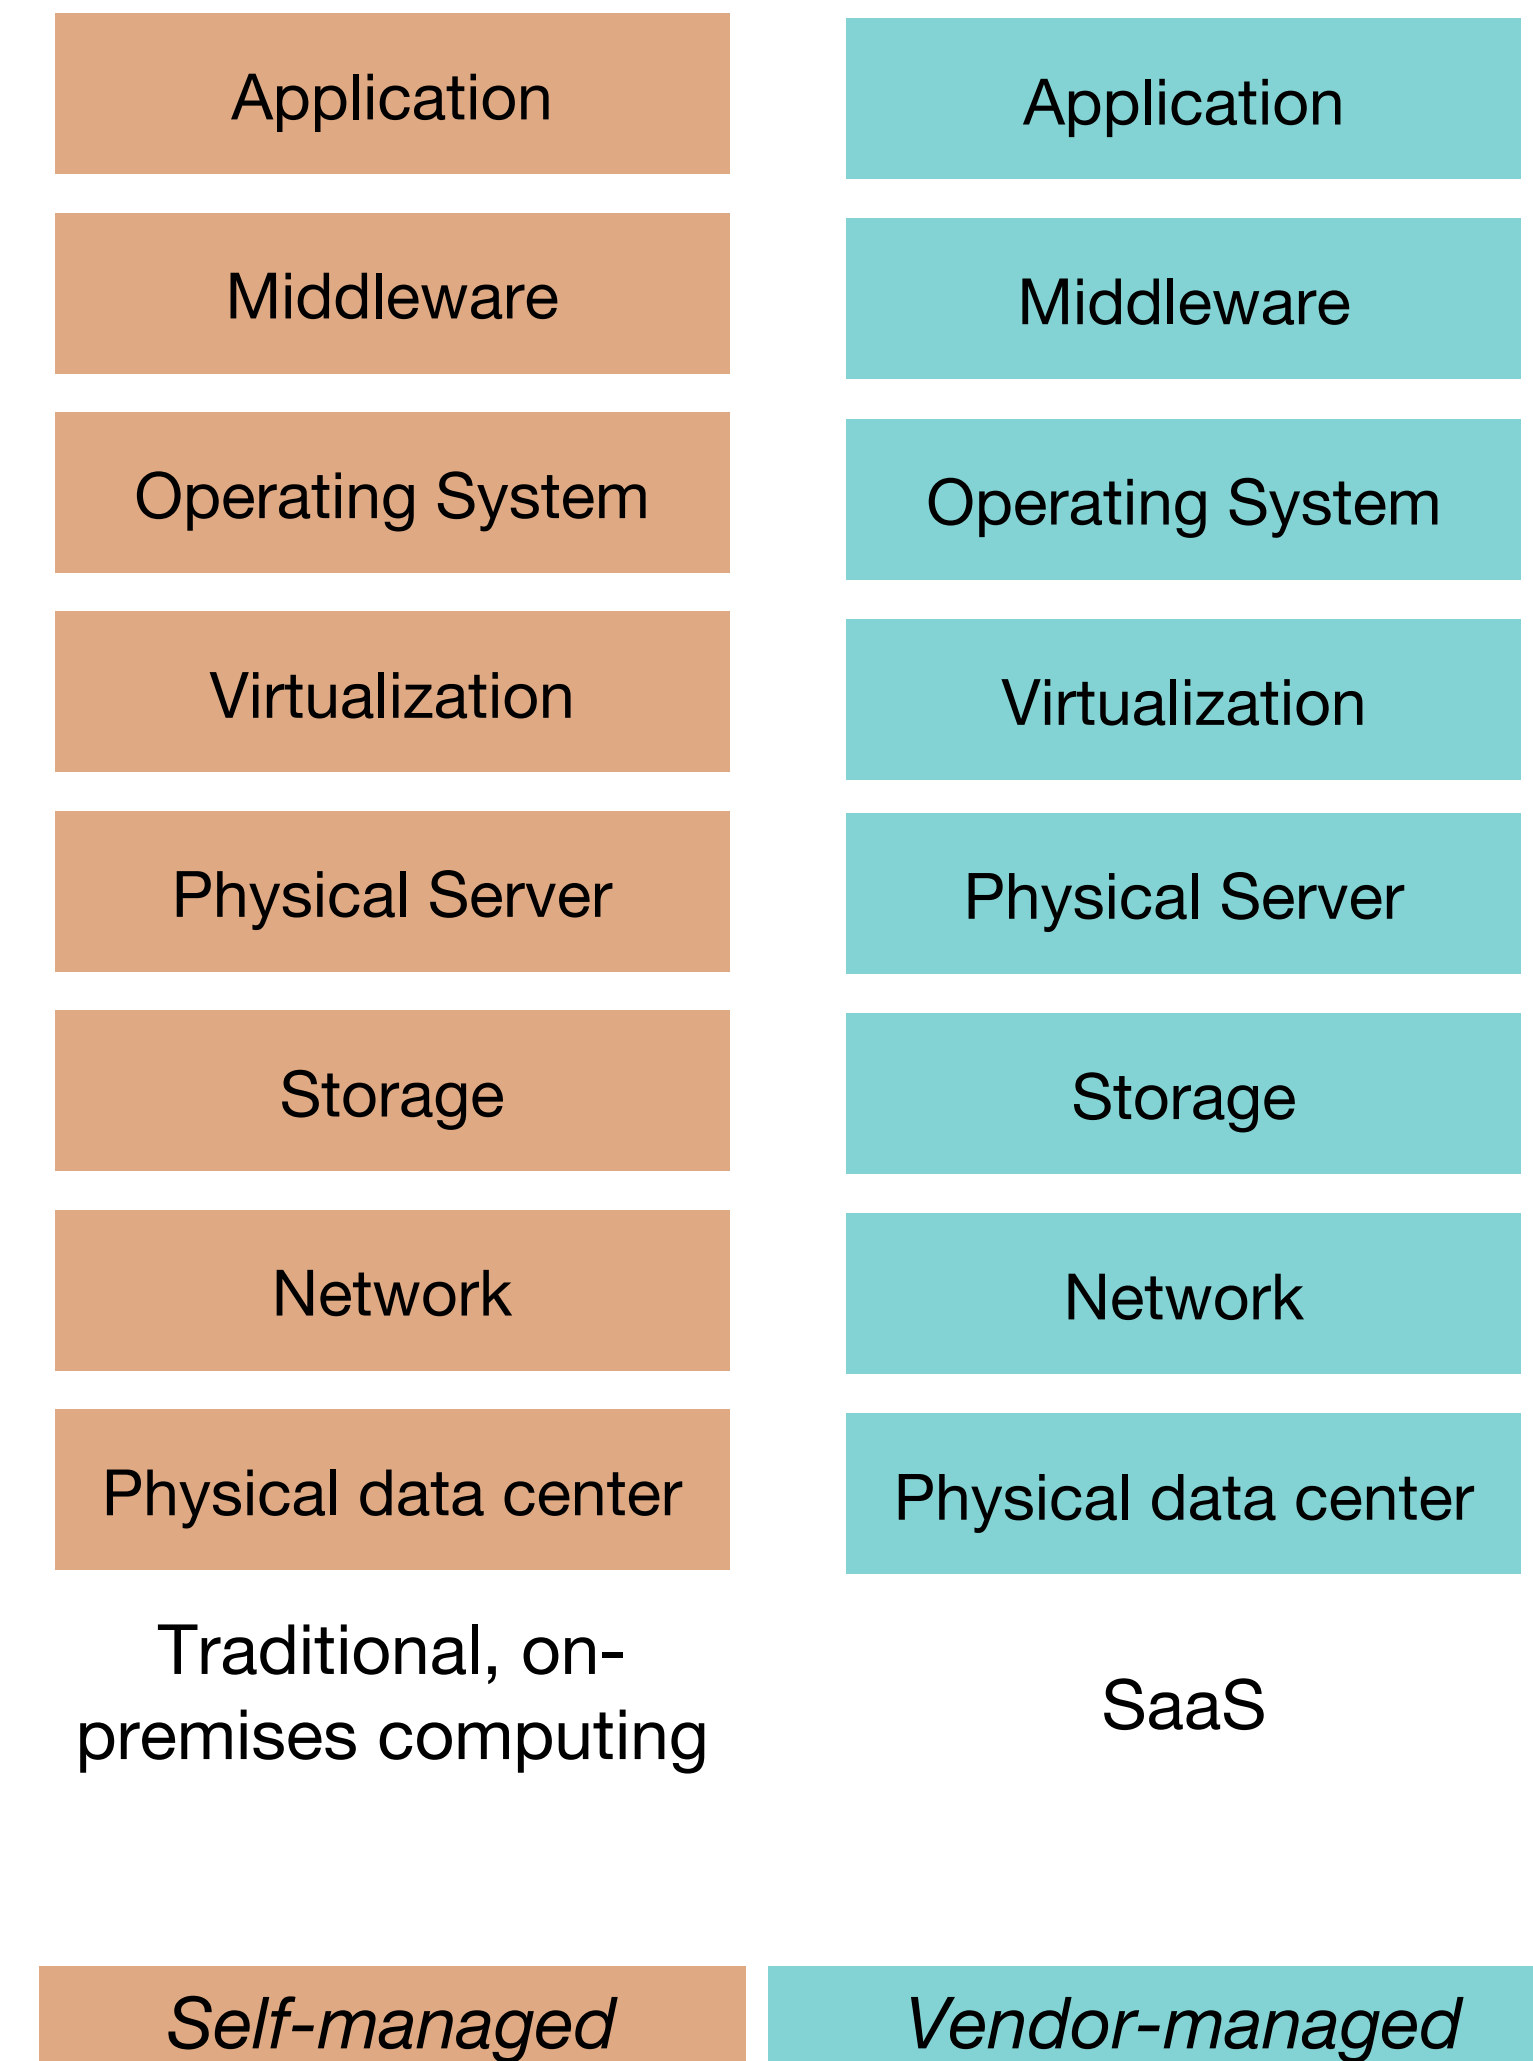 Application
Middleware
Operating System
Virtualization
Physical Server
Storage
Network
Physical data center
Traditional, on-
premises computing
Self-managed
Application
Middleware
Operating System
Virtualization
Physical Server
Storage
Network
Physical data center
SaaS
Vendor-managed